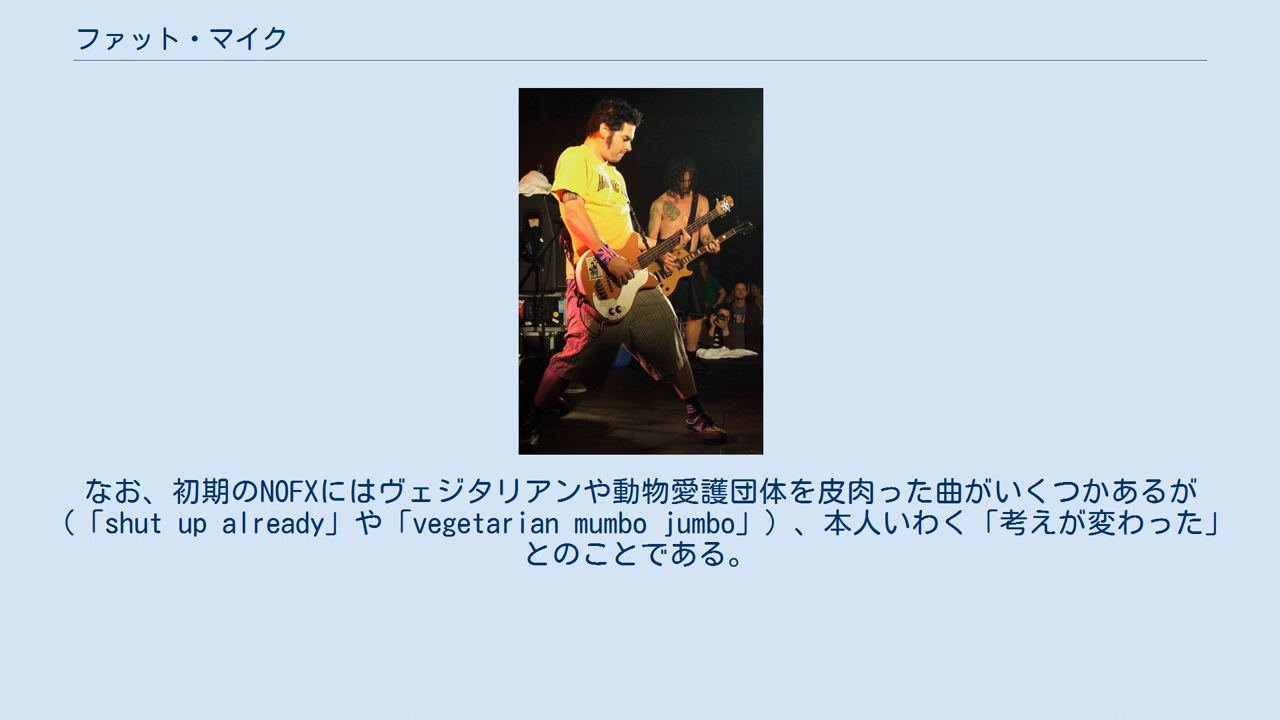 ファット・マイク
なお、初期のNOFXにはヴェジタリアンや動物愛護団体を皮肉った曲がいくつかあるが
（「shut up already」や「vegetarian mumbo jumbo」）、本人いわく「考えが変わった」
とのことである。